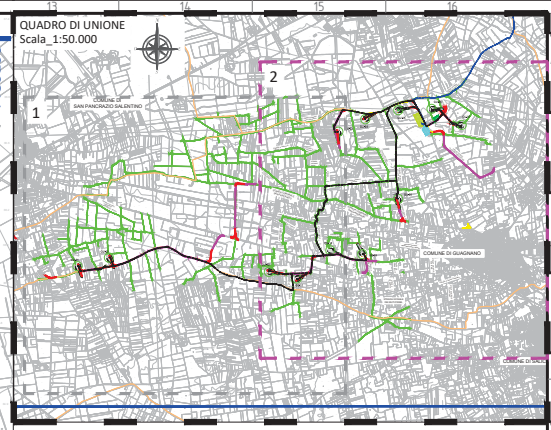 13
14
15
16
QUADRO DI UNIONE
Scala_1:50.000
2
1
COMUNE DI
SAN PANCRAZIO SALENTINO
COMUNE DI GUAGNANO